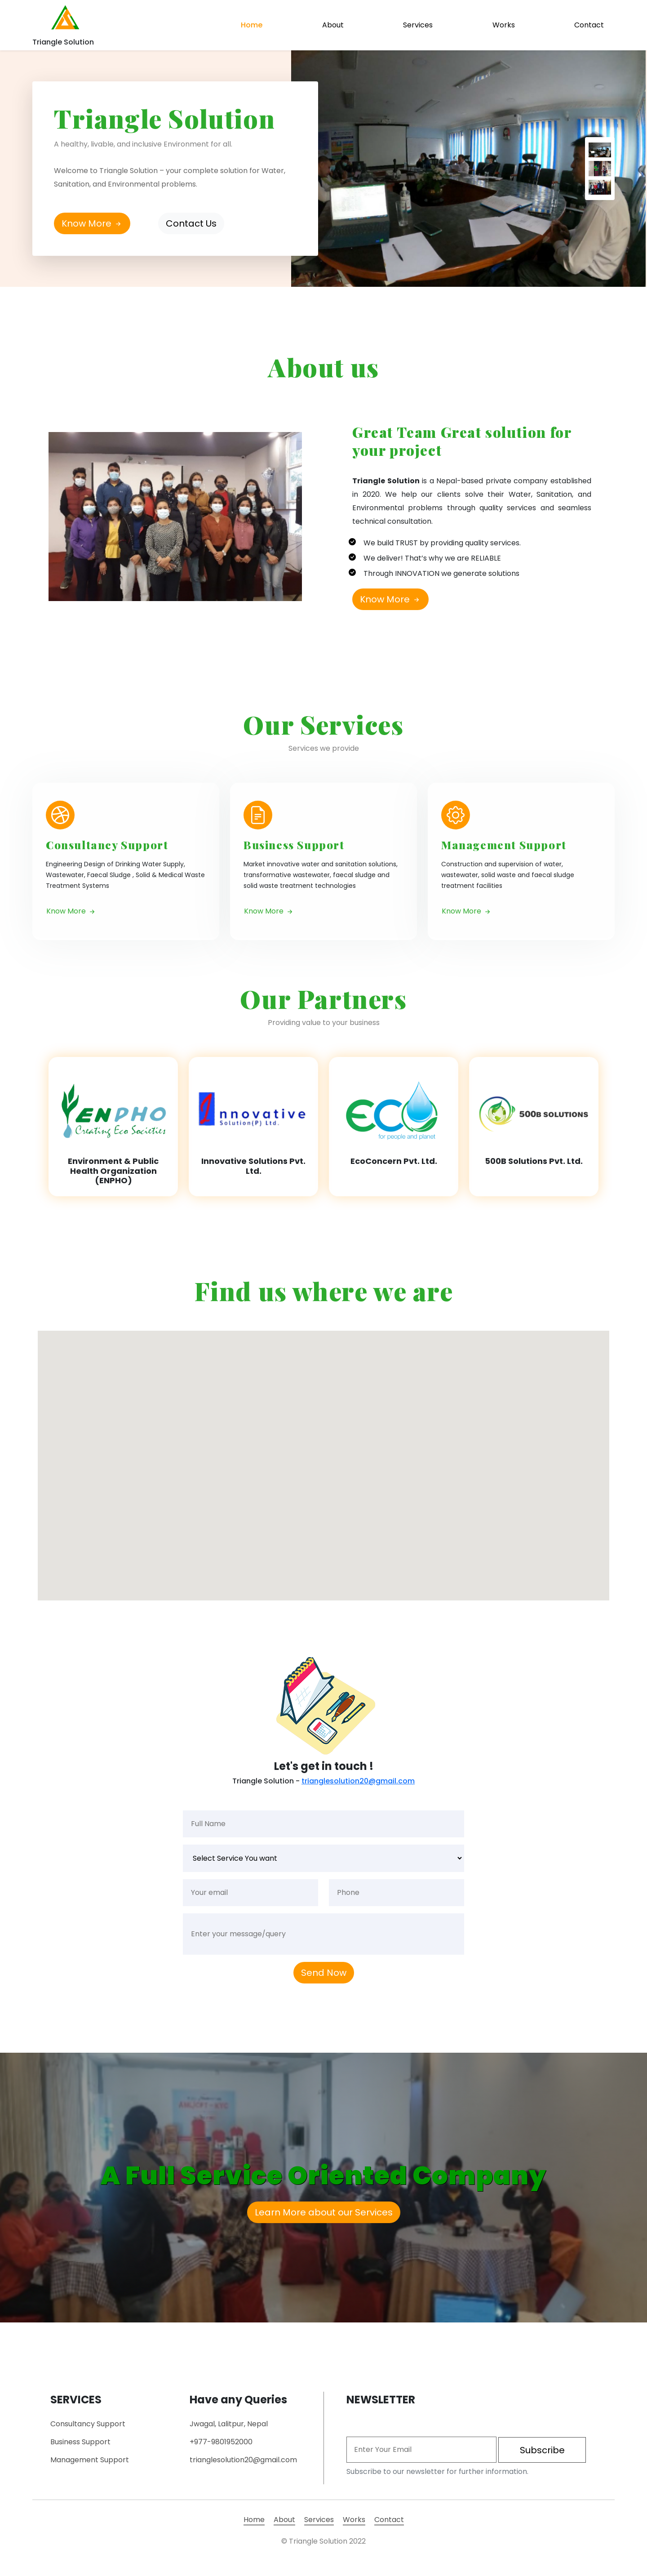 Triangle Solution
Home
About
Services
Works
Contact
Triangle Solution
A healthy, livable, and inclusive Environment for all.
Welcome to Triangle Solution – your complete solution for Water,
Sanitation, and Environmental problems.
Know More
Contact Us
About us
Great Team Great solution for
your project
Triangle Solution is a Nepal-based private company established
in 2020. We help our clients solve their Water, Sanitation, and
Environmental problems through quality services and seamless
technical consultation.
We build TRUST by providing quality services.
We deliver! That's why we are RELIABLE
Through INNOVATION we generate solutions
Know More
Our Services
Services we provide
Consultancy Support
Engineering Design of Drinking Water Supply,
Wastewater, Faecal Sludge , Solid & Medical Waste
Treatment Systems
Know More
Business Support
Market innovative water and sanitation solutions,
transformative wastewater, faecal sludge and
solid waste treatment technologies
Know More
Management Support
Construction and supervision of water,
wastewater, solid waste and faecal sludge
treatment facilities
Know More
Our Partners
Providing value to your business
ENPHO
Creating Eco Societies
Environment & Public
Health Organization
(ENPHO)
Innovative
Solution(P) Ltd.
Innovative Solutions Pvt.
Ltd.
ECO
for people and planet
EcoConcern Pvt. Ltd.
500B SOLUTIONS
500B Solutions Pvt. Ltd.
Find us where we are
Let's get in touch !
Triangle Solution - trianglesolution20@gmail.com
Full Name
Select Service You want
Your email
Phone
Enter your message/query
Send Now
A Full Service Oriented Company
Learn More about our Services
SERVICES
Consultancy Support
Business Support
Management Support
Have any Queries
Jwagal, Lalitpur, Nepal
+977-9801952000
trianglesolution20@gmail.com
NEWSLETTER
Enter Your Email
Subscribe
Subscribe to our newsletter for further information.
Home
About
Services
Works
Contact
© Triangle Solution 2022